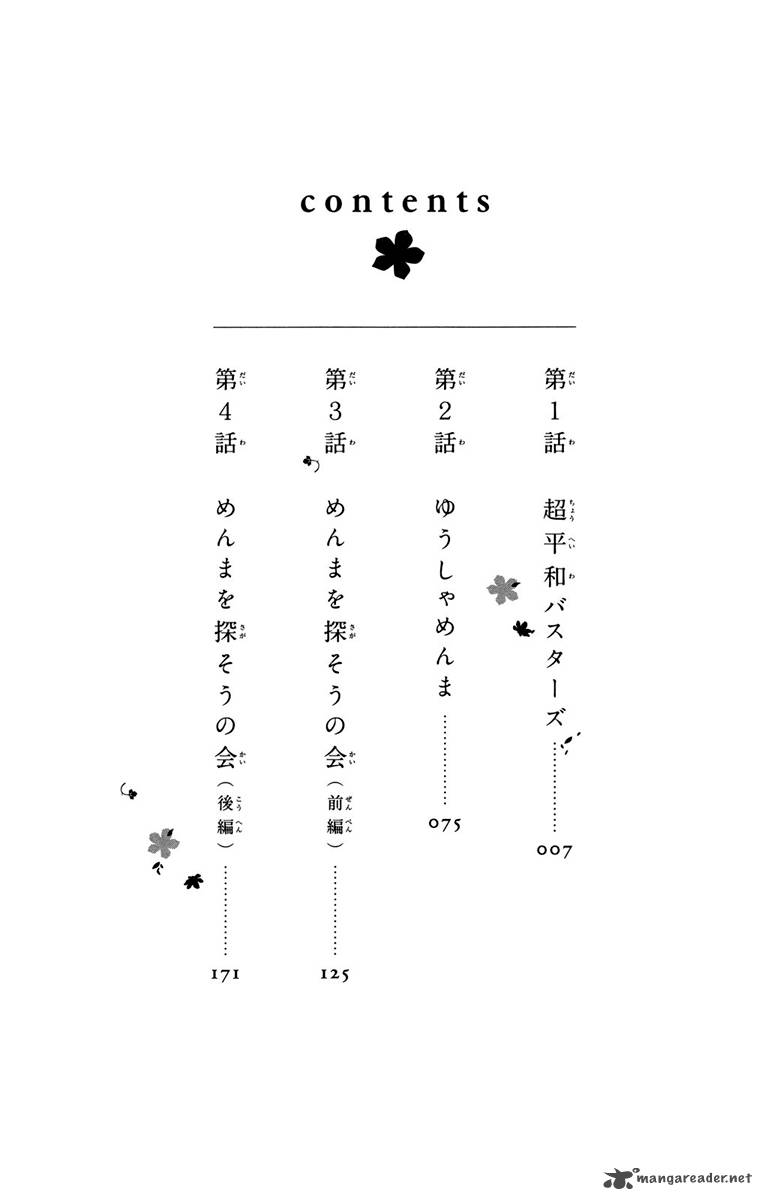 contents
第1話 超平和バスターズ 007
第2話 ゆうしゃめんま 075
第3話 めんまを探そうの会(前編) 125
第4話 めんまを探そうの会(後編) 171
mangareader.net